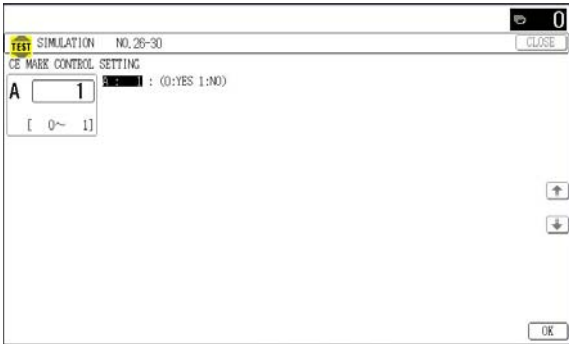 0
TEST SIMULATION NO.26-30 CLOSE
CE MARK CONTROL SETTING
A 1 A : 1 : (0:YES 1:NO)
[ 0~ 1]
OK